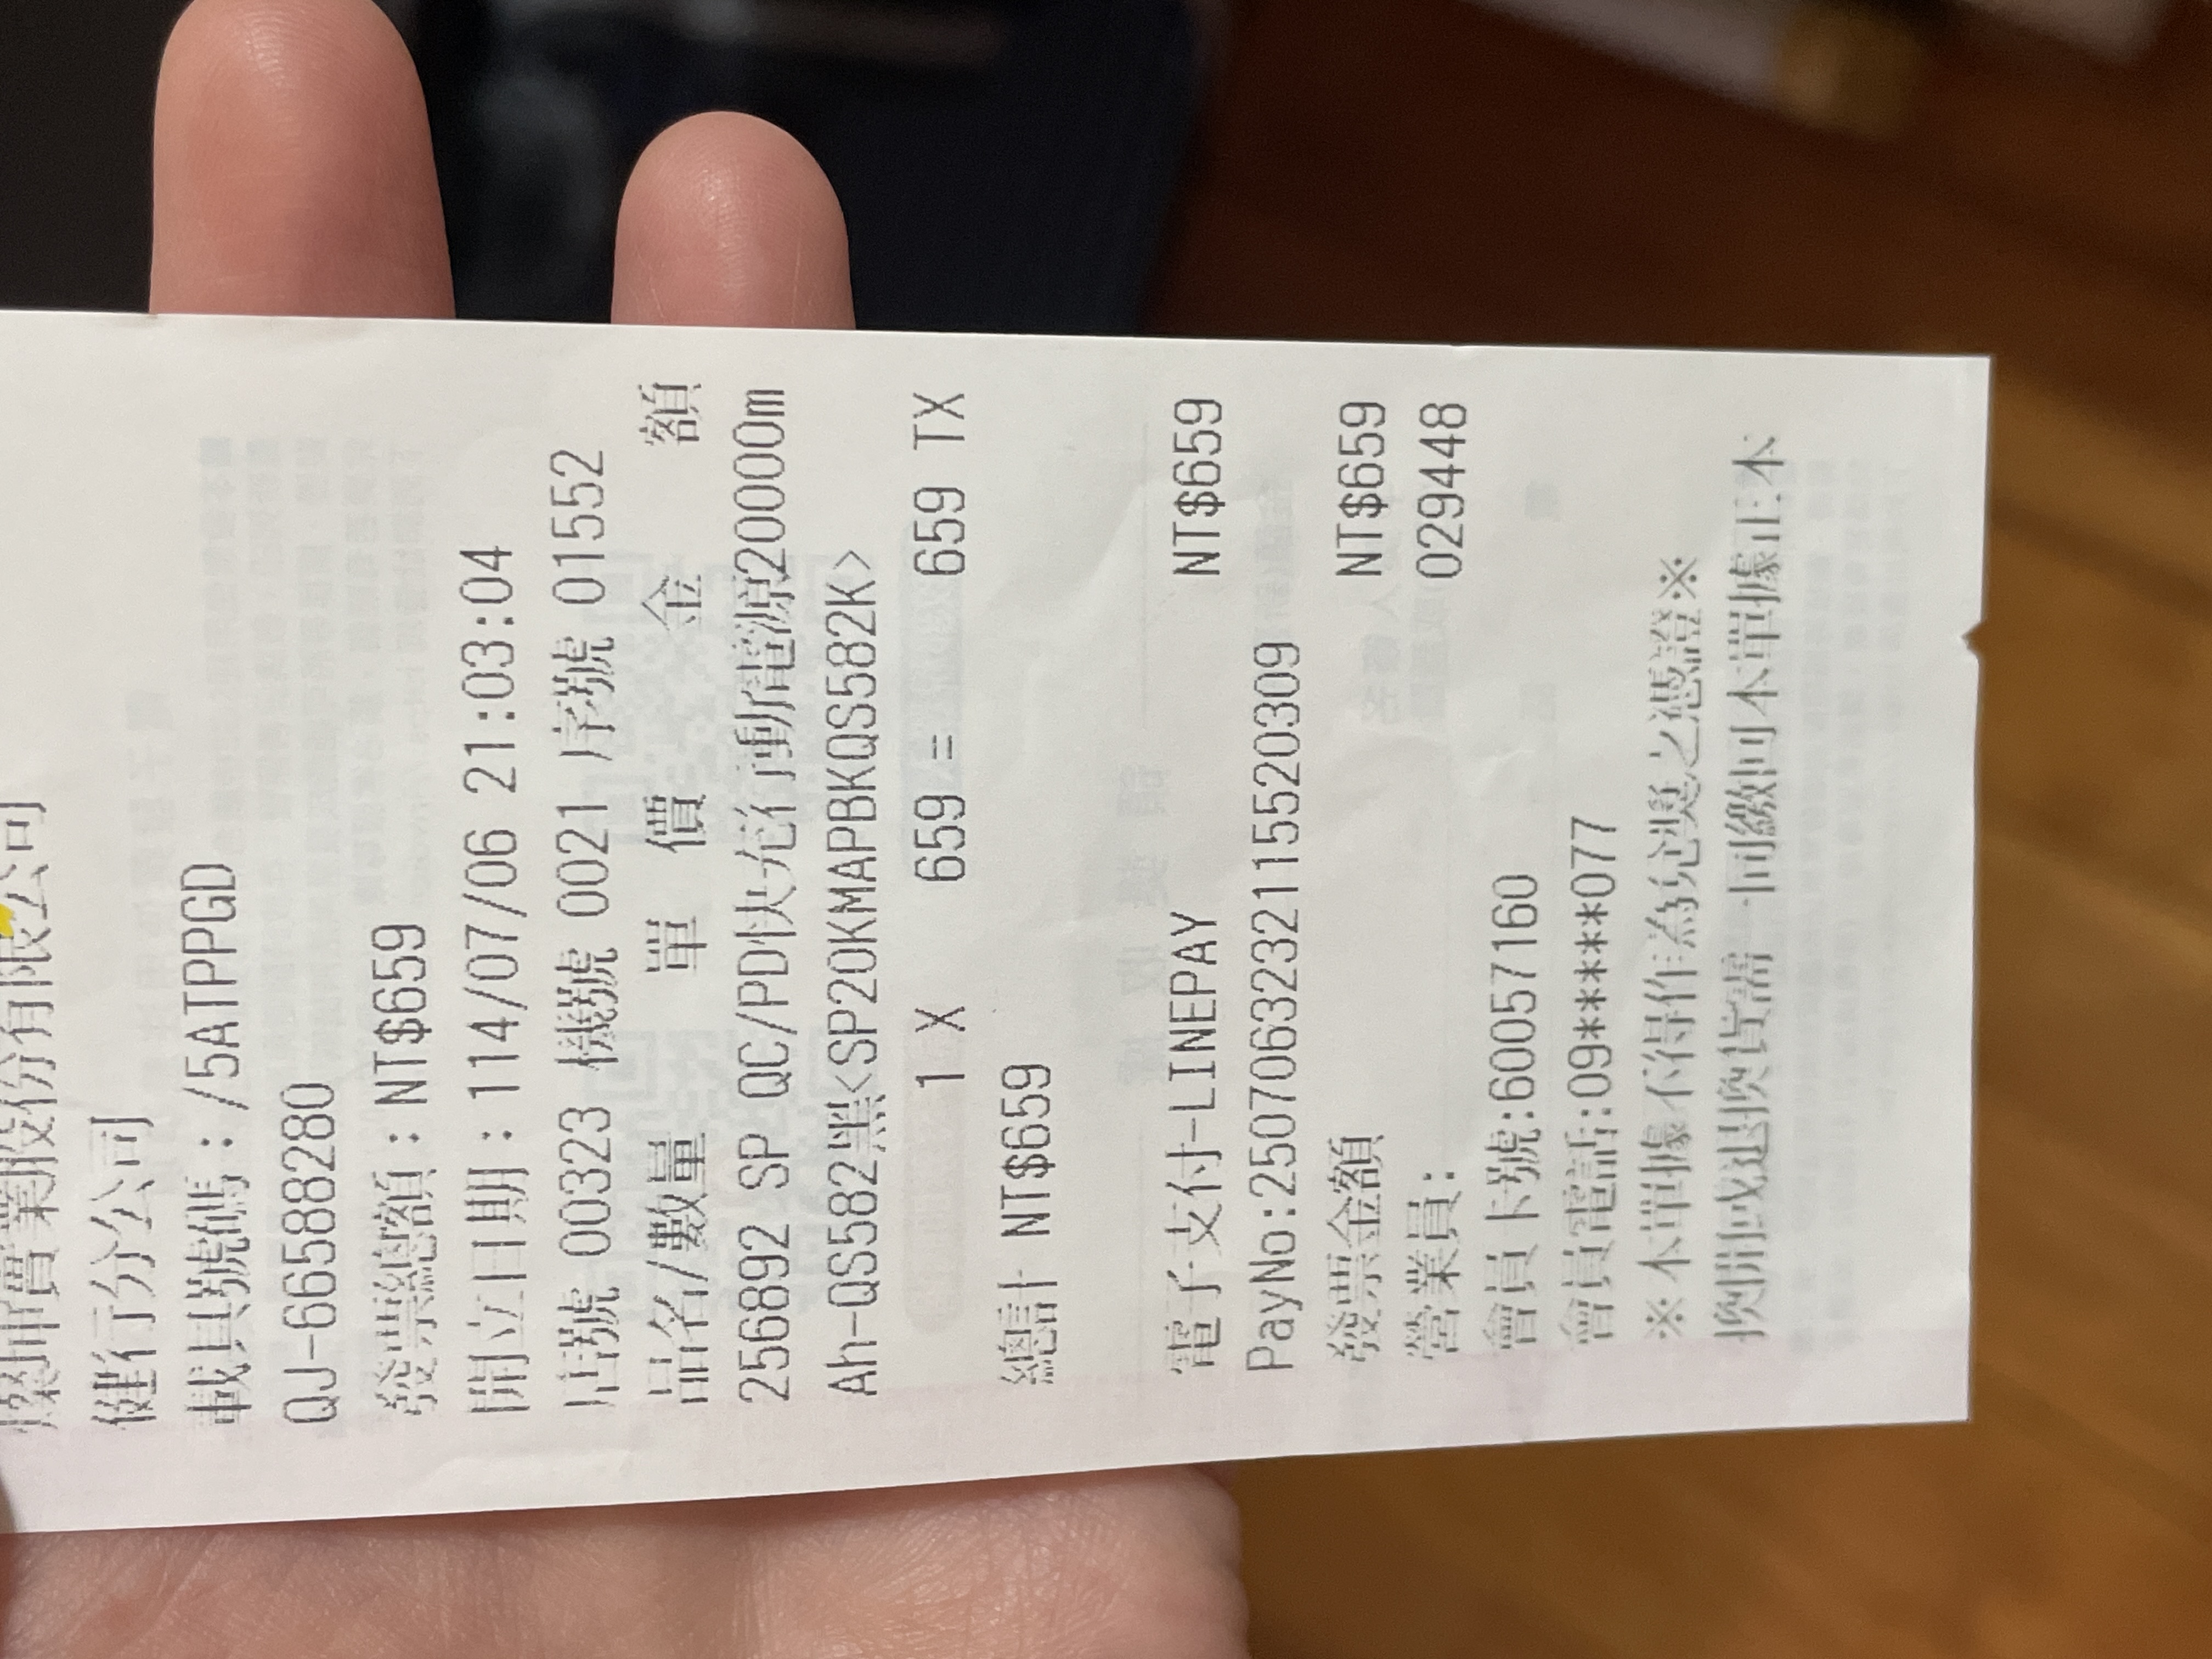 燦坤實業股份有限公司
健行分公司
載具號碼：/5ATPPGD
QJ-66588280
發票總額：NT$659
開立日期：114/07/06 21:03:04
店號 00323 機號 0021 序號 01552
品名/數量 單 價 金 額
256892 SP QC/PD快充行動電源20000m
Ah-QS582黑<SP20KMAPBKQS582K>
1 X 659 = 659 TX
總計 NT$659
電子支付-LINEPAY NT$659
PayNo:250706323211552​0309
發票金額 NT$659
營業員: 029448
會員卡號:60057160
會員電話:09*****077
※本單據不得作為兌獎之憑證※
換開或退換貨需一同繳回本單據正本